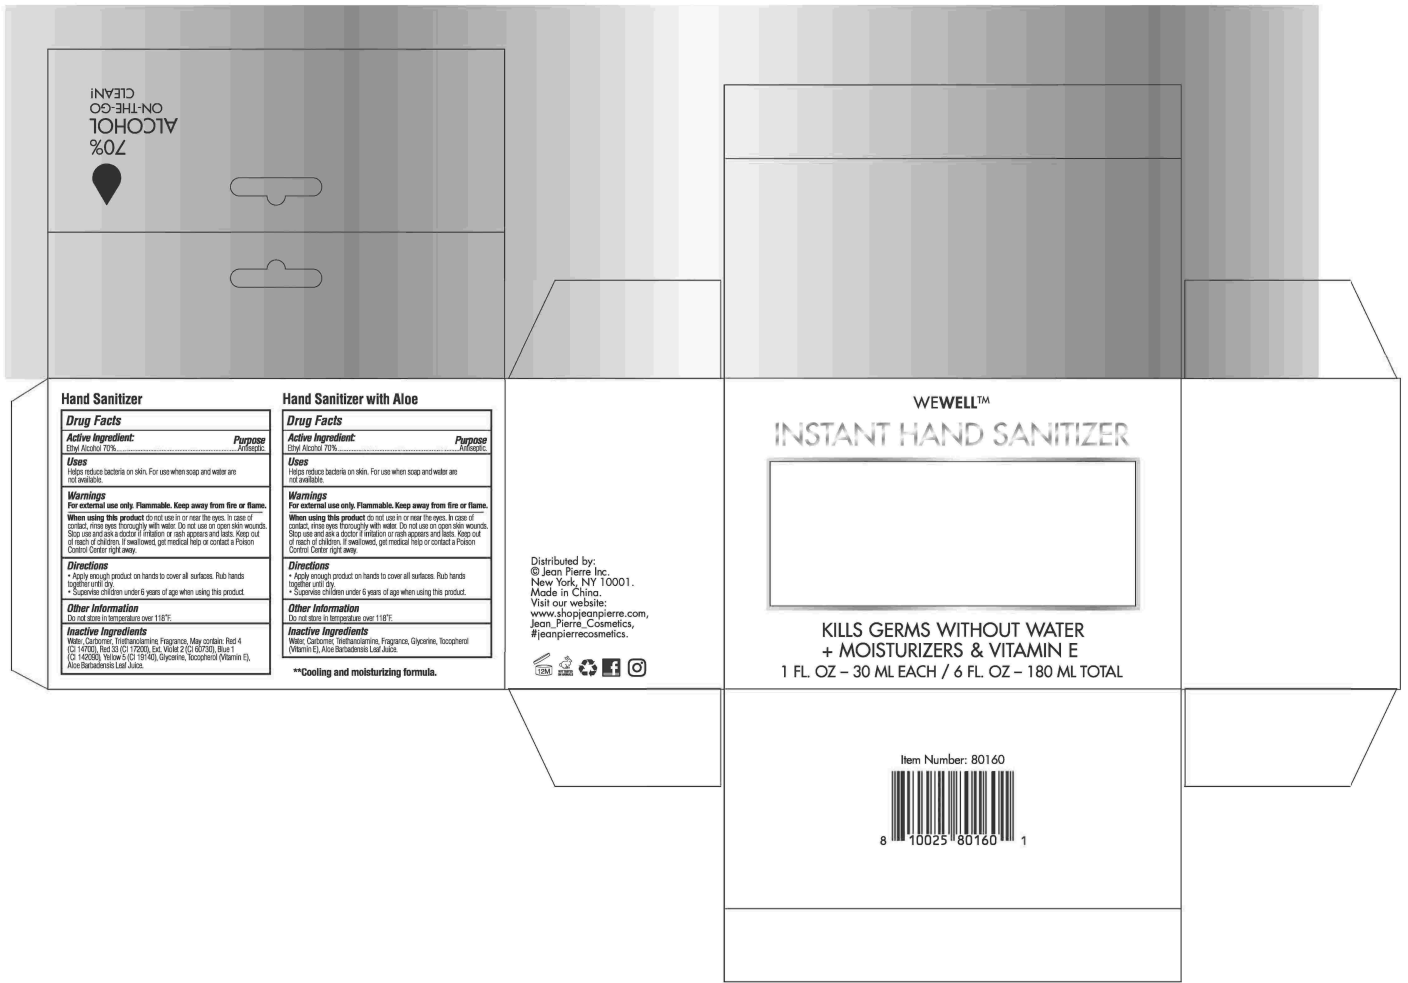 70%
ALCOHOL
ON-THE-GO
CLEAN!
Hand Sanitizer
Drug Facts
Active Ingredient: Purpose
Ethyl Alcohol 70%..........Antiseptic.
Uses
Helps reduce bacteria on skin. For use when soap and water are
not available.
Warnings
For external use only. Flammable. Keep away from fire or flame.
When using this product do not use in or near the eyes. In case of
contact, rinse eyes thoroughly with water. Do not use on open skin wounds.
Stop use and ask a doctor if irritation or rash appears and lasts. Keep out
of reach of children. If swallowed, get medical help or contact a Poison
Control Center right away.
Directions
• Apply enough product on hands to cover all surfaces. Rub hands
together until dry.
• Supervise children under 6 years of age when using this product.
Other Information
Do not store in temperature over 118°F.
Inactive Ingredients
Water, Carbomer, Triethanolamine, Fragrance, May contain: Red 4
(CI 14700), Red 33 (CI 17200), Ext. Violet 2 (CI 60730), Blue 1
(CI 142090), Yellow 5 (CI 19140), Glycerine, Tocopherol (Vitamin E),
Aloe Barbadensis Leaf Juice.
Hand Sanitizer with Aloe
Drug Facts
Active Ingredient: Purpose
Ethyl Alcohol 70%..........Antiseptic.
Uses
Helps reduce bacteria on skin. For use when soap and water are
not available.
Warnings
For external use only. Flammable. Keep away from fire or flame.
When using this product do not use in or near the eyes. In case of
contact, rinse eyes thoroughly with water. Do not use on open skin wounds.
Stop use and ask a doctor if irritation or rash appears and lasts. Keep out
of reach of children. If swallowed, get medical help or contact a Poison
Control Center right away.
Directions
• Apply enough product on hands to cover all surfaces. Rub hands
together until dry.
• Supervise children under 6 years of age when using this product.
Other Information
Do not store in temperature over 118°F.
Inactive Ingredients
Water, Carbomer, Triethanolamine, Fragrance, Glycerine, Tocopherol
(Vitamin E), Aloe Barbadensis Leaf Juice.
**Cooling and moisturizing formula.
Distributed by:
© Jean Pierre Inc.
New York, NY 10001.
Made in China.
Visit our website:
www.shopjeanpierre.com,
Jean_Pierre_Cosmetics,
#jeanpierrecosmetics.
12M
WEWELL™
INSTANT HAND SANITIZER
KILLS GERMS WITHOUT WATER
+ MOISTURIZERS & VITAMIN E
1 FL. OZ – 30 ML EACH / 6 FL. OZ – 180 ML TOTAL
Item Number: 80160
8 10025 80160 1